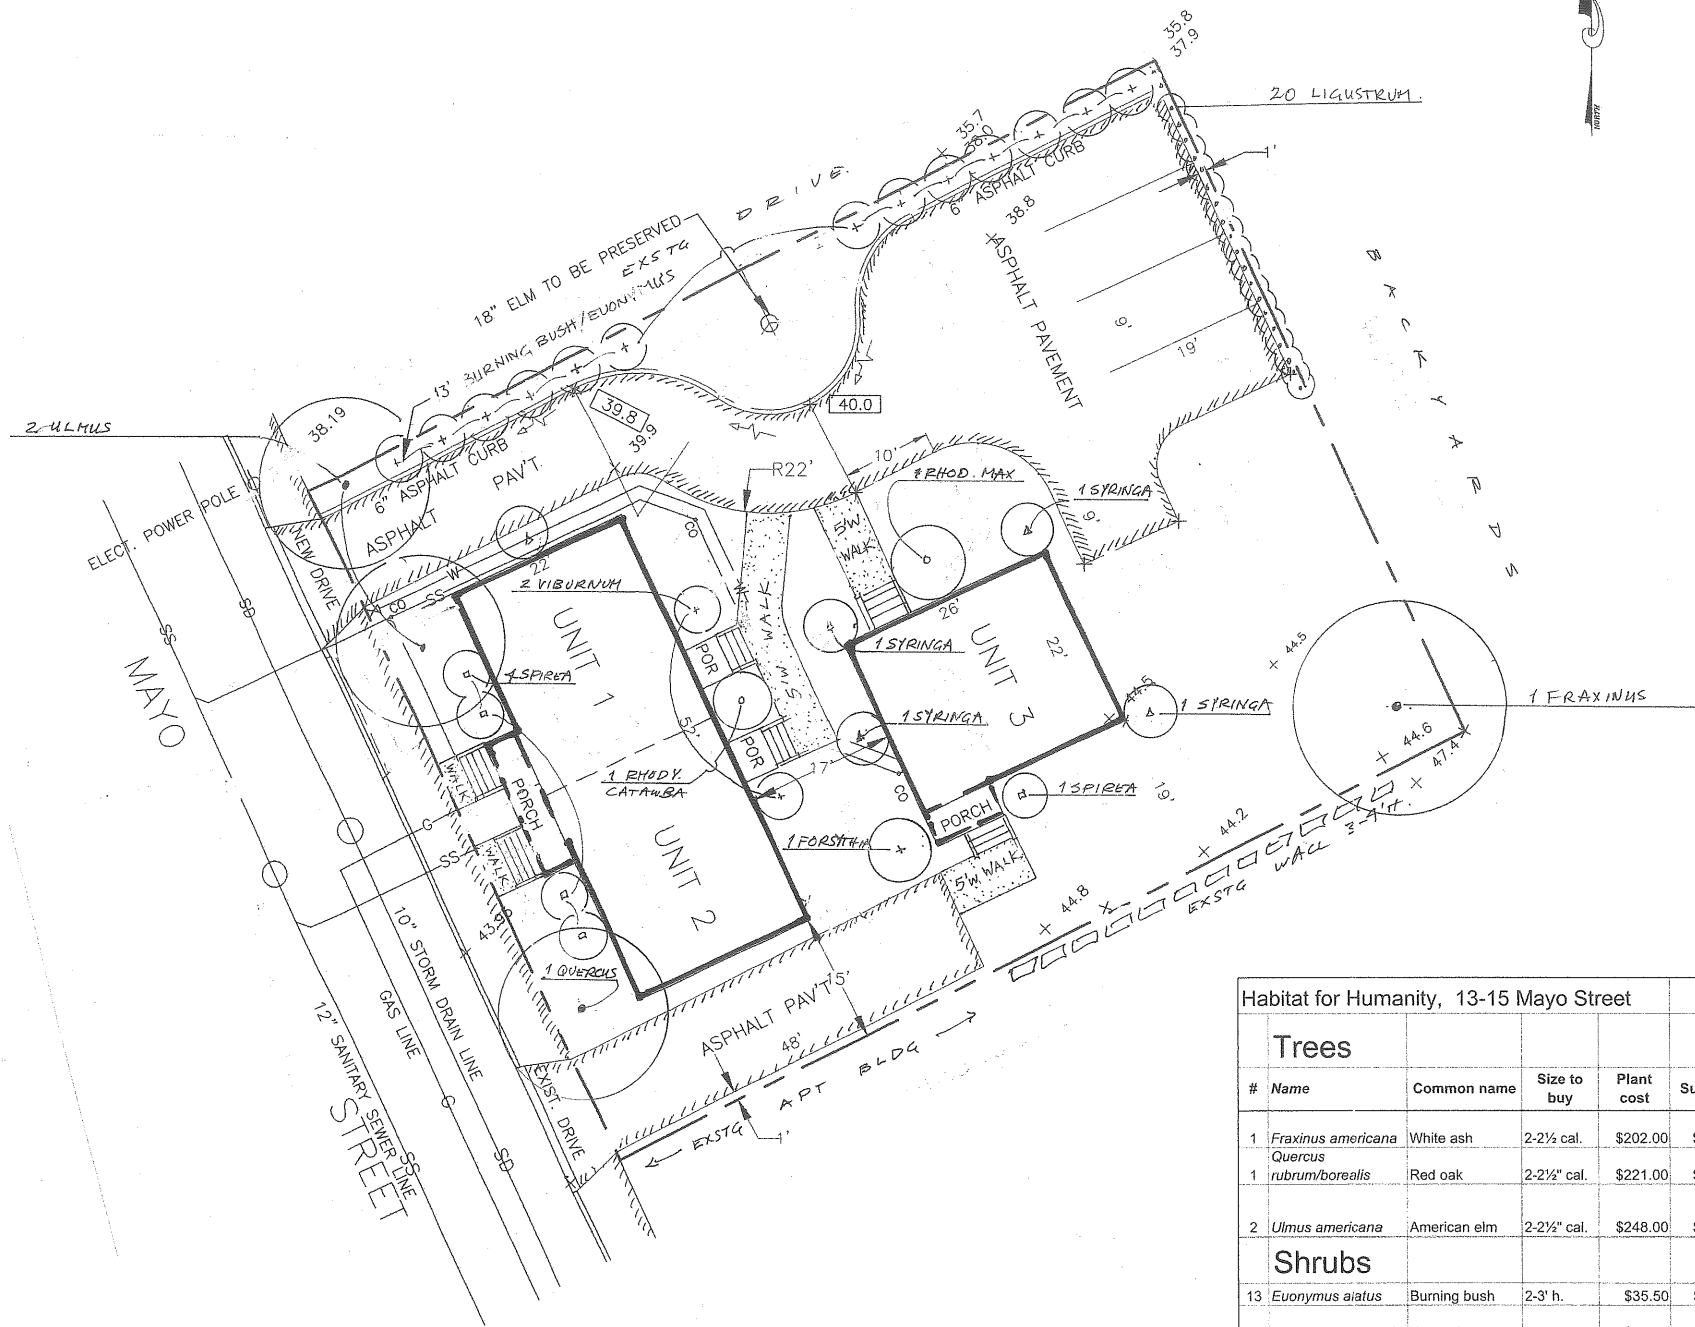 35.8
37.9
NORTH
20 LIGUSTRUM.
35.7
38.0
1'
DRIVE.
6" ASPHALT CURB
38.8
18" ELM TO BE PRESERVED
EXSTG
13' BURNING BUSH/EUONYMUS
ASPHALT PAVEMENT
9'
19'
BACKYARDS
2 ULMUS
38.19
39.8
39.9
40.0
6" ASPHALT CURB
ASPHALT
PAV'T.
R22'
10'
RHOD. MAX
1 SYRINGA
9'
ELECT. POWER POLE
NEW DRIVE
5'W
WALK
CO
W
22'
SS
CO
SD
SS
2 VIBURNUM
UNIT 1
W
WALK
5'W
POR
26'
22'
UNIT 3
1 SYRINGA
44.5
MAYO
4 SPIREA
1 SYRINGA
44.5
1 SYRINGA
1 FRAXINUS
44.6
47.4
52'
POR
17'
1 RHODY.
CATAWBA
WALK
PORCH
G
SS
WALK
CO
PORCH
1 SPIREA
19'
1 FORSYTHIA
UNIT 2
5'W WALK
44.2
44.8
EXSTG WALL 3-4'H.
1 QUERCUS
10" STORM DRAIN LINE
GAS LINE
12" SANITARY SEWER LINE
ASPHALT PAV'T
15'
48'
EXIST. DRIVE
EXSTG APT BLDG
1'
G
SD
SS
STREET
Habitat for Humanity, 13-15 Mayo Street
Trees
# Name Common name Size to buy Plant cost
1 Fraxinus americana White ash 2-2½ cal. $202.00
1 Quercus rubrum/borealis Red oak 2-2½" cal. $221.00
2 Ulmus americana American elm 2-2½" cal. $248.00
Shrubs
13 Euonymus alatus Burning bush 2-3' h. $35.50